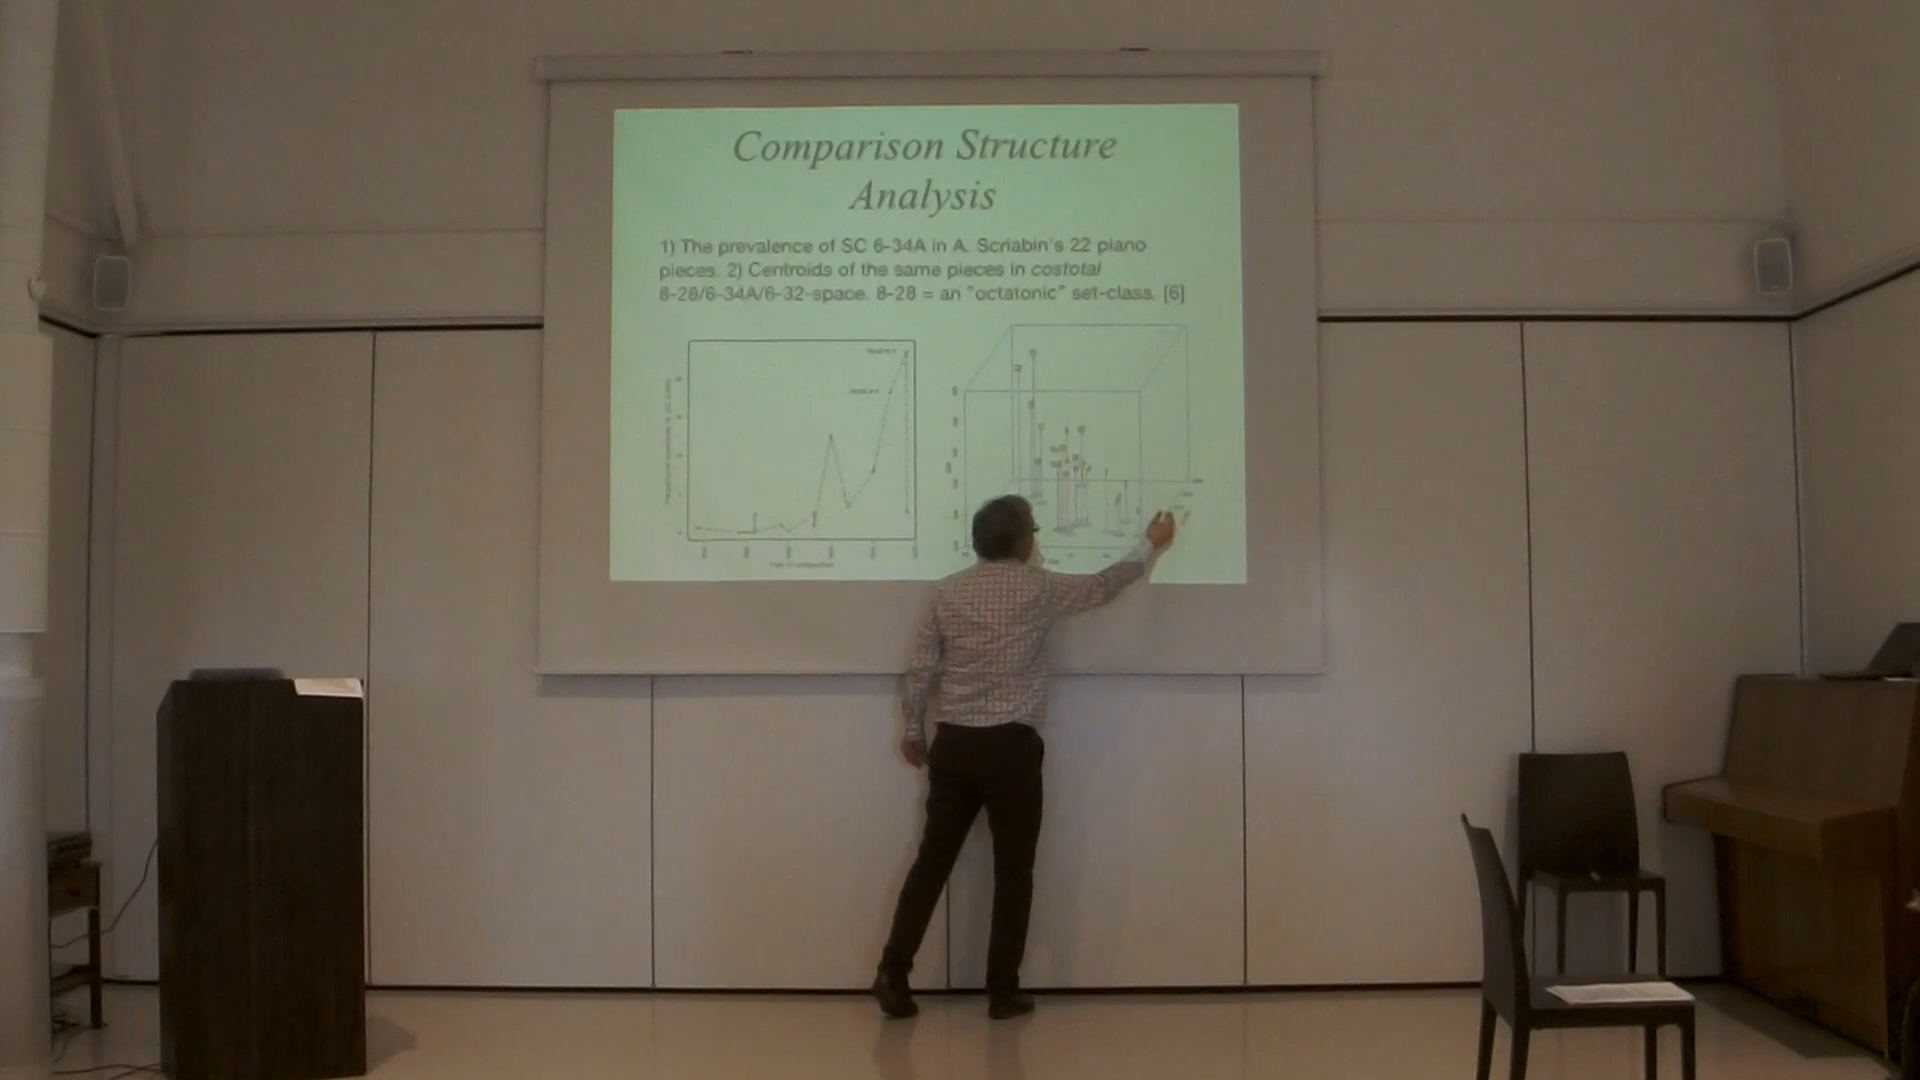 Comparison Structure
Analysis
1) The prevalence of SC 6-34A in A. Scriabin's 22 piano
pieces. 2) Centroids of the same pieces in costotal
8-28/6-34A/6-32-space. 8-28 = an "octatonic" set-class. [6]